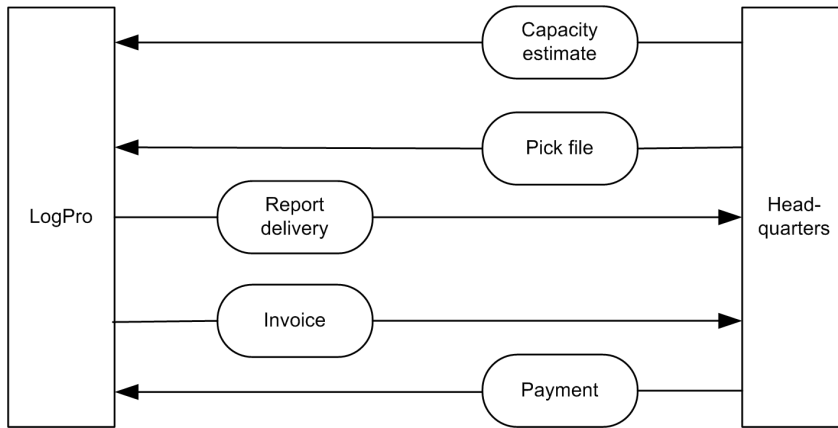 Capacity
estimate
Pick file
LogPro
Report
delivery
Head-
quarters
Invoice
Payment